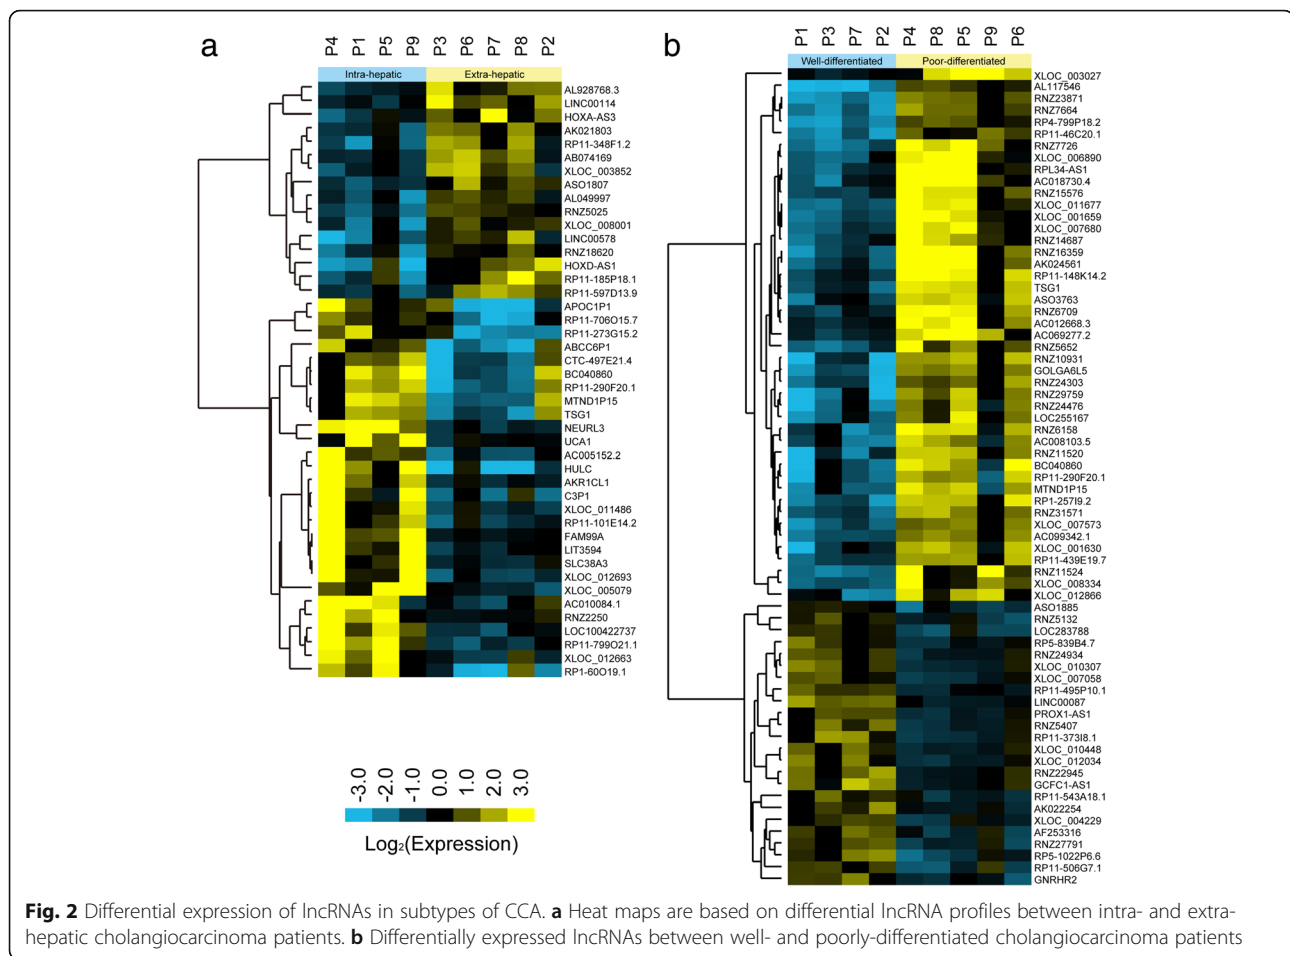 a
P4 P1 P5 P9 P3 P6 P7 P8 P2
Intra-hepatic Extra-hepatic
AL928768.3
LINC00114
HOXA-AS3
AK021803
RP11-348F1.2
AB074169
XLOC_003852
ASO1807
AL049997
RNZ5025
XLOC_008001
LINC00578
RNZ18620
HOXD-AS1
RP11-185P18.1
RP11-597D13.9
APOC1P1
RP11-706O15.7
RP11-273G15.2
ABCC6P1
CTC-497E21.4
BC040860
RP11-290F20.1
MTND1P15
TSG1
NEURL3
UCA1
AC005152.2
HULC
AKR1CL1
C3P1
XLOC_011486
RP11-101E14.2
FAM99A
LIT3594
SLC38A3
XLOC_012693
XLOC_005079
AC010084.1
RNZ2250
LOC100422737
RP11-799O21.1
XLOC_012663
RP1-60O19.1
-3.0 -2.0 -1.0 0.0 1.0 2.0 3.0
Log2(Expression)
b
P1 P3 P7 P2 P4 P8 P5 P9 P6
Well-differentiated Poor-differentiated
XLOC_003027
AL117546
RNZ23871
RNZ7664
RP4-799P18.2
RP11-46C20.1
RNZ7726
XLOC_006890
RPL34-AS1
AC018730.4
RNZ15576
XLOC_011677
XLOC_001659
XLOC_007680
RNZ14687
RNZ16359
AK024561
RP11-148K14.2
TSG1
ASO3763
RNZ6709
AC012668.3
AC069277.2
RNZ5652
RNZ10931
GOLGA6L5
RNZ24303
RNZ29759
RNZ24476
LOC255167
RNZ6158
AC008103.5
RNZ11520
BC040860
RP11-290F20.1
MTND1P15
RP1-257I9.2
RNZ31571
XLOC_007573
AC099342.1
XLOC_001630
RP11-439E19.7
RNZ11524
XLOC_008334
XLOC_012866
ASO1885
RNZ5132
LOC283788
RP5-839B4.7
RNZ24934
XLOC_010307
XLOC_007058
RP11-495P10.1
LINC00087
PROX1-AS1
RNZ5407
RP11-373I8.1
XLOC_010448
XLOC_012034
RNZ22945
GCFC1-AS1
RP11-543A18.1
AK022254
XLOC_004229
AF253316
RNZ27791
RP5-1022P6.6
RP11-506G7.1
GNRHR2
Fig. 2 Differential expression of lncRNAs in subtypes of CCA. a Heat maps are based on differential lncRNA profiles between intra- and extra-
hepatic cholangiocarcinoma patients. b Differentially expressed lncRNAs between well- and poorly-differentiated cholangiocarcinoma patients